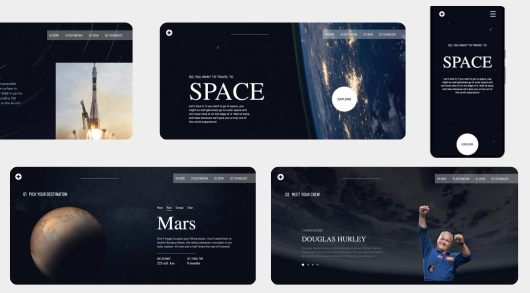 00 HOME 01 DESTINATION 02 CREW 03 TECHNOLOGY
00 HOME 01 DESTINATION 02 CREW 03 TECHNOLOGY
SO, YOU WANT TO TRAVEL TO
SPACE
Let's face it; if you want to go to space, you
might as well genuinely go to outer space and
not hover kind of on the edge of it. Well sit back,
and relax because we'll give you a truly out of
this world experience!
EXPLORE
SO, YOU WANT TO TRAVEL TO
SPACE
Let's face it; if you want to go to space, you
might as well genuinely go to outer space and
not hover kind of on the edge of it. Well sit back,
and relax because we'll give you a truly out of
this world experience!
EXPLORE
00 HOME 01 DESTINATION 02 CREW 03 TECHNOLOGY
01 PICK YOUR DESTINATION
Moon Mars Europa Titan
Mars
Don't forget to pack your hiking boots. You'll need them to
tackle Olympus Mons, the tallest planetary mountain in our
solar system. It's two and a half times the size of Everest!
225 mil. km
9 months
00 HOME 01 DESTINATION 02 CREW 03 TECHNOLOGY
02 MEET YOUR CREW
COMMANDER
DOUGLAS HURLEY